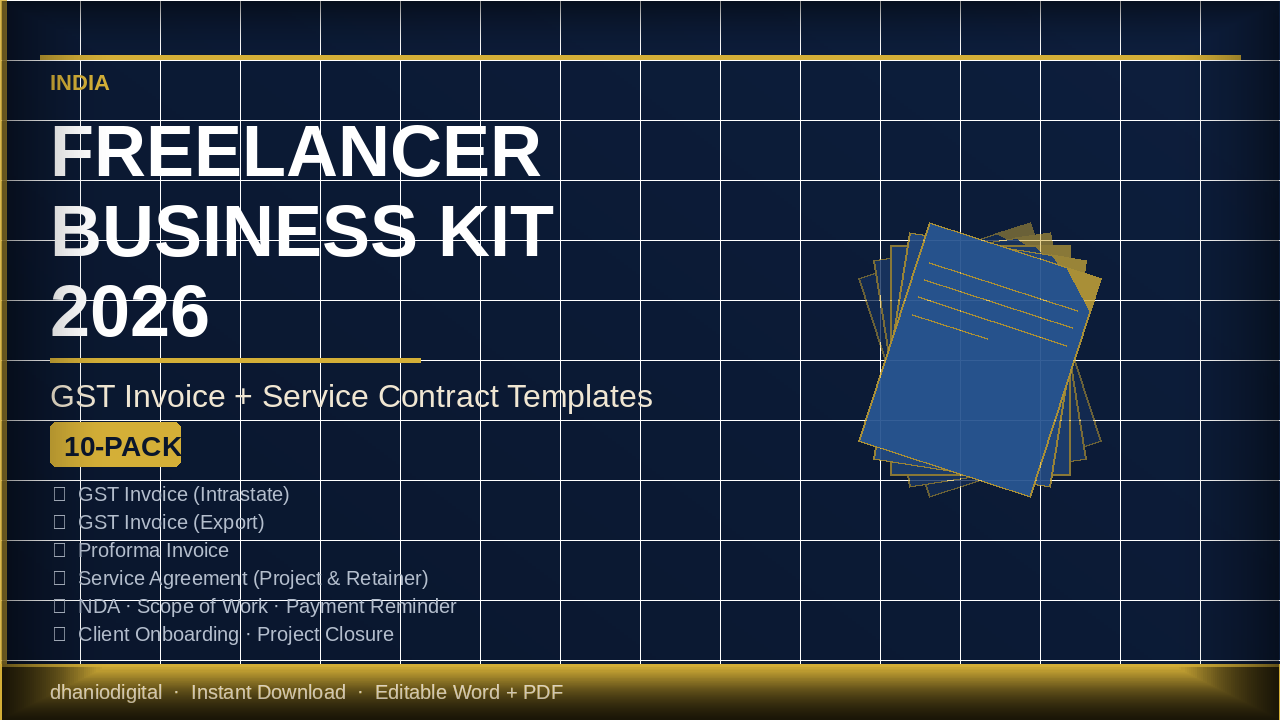 INDIA
FREELANCER
BUSINESS KIT
2026
GST Invoice + Service Contract Templates
10-PACK
GST Invoice (Intrastate)
GST Invoice (Export)
Proforma Invoice
Service Agreement (Project & Retainer)
NDA · Scope of Work · Payment Reminder
Client Onboarding · Project Closure
dhaniodigital · Instant Download · Editable Word + PDF